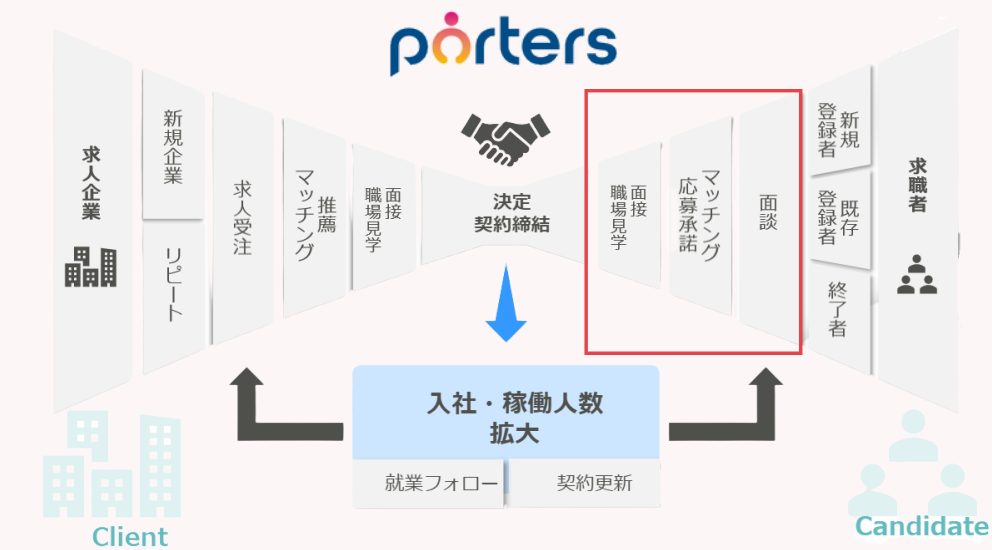 porters
求人企業
新規企業
リピート
求人受注
推薦
マッチング
面接
職場見学
決定
契約締結
面接
職場見学
マッチング
応募承諾
面談
新規
登録者
既存
登録者
終了者
求職者
入社・稼働人数
拡大
就業フォロー
契約更新
Client
Candidate